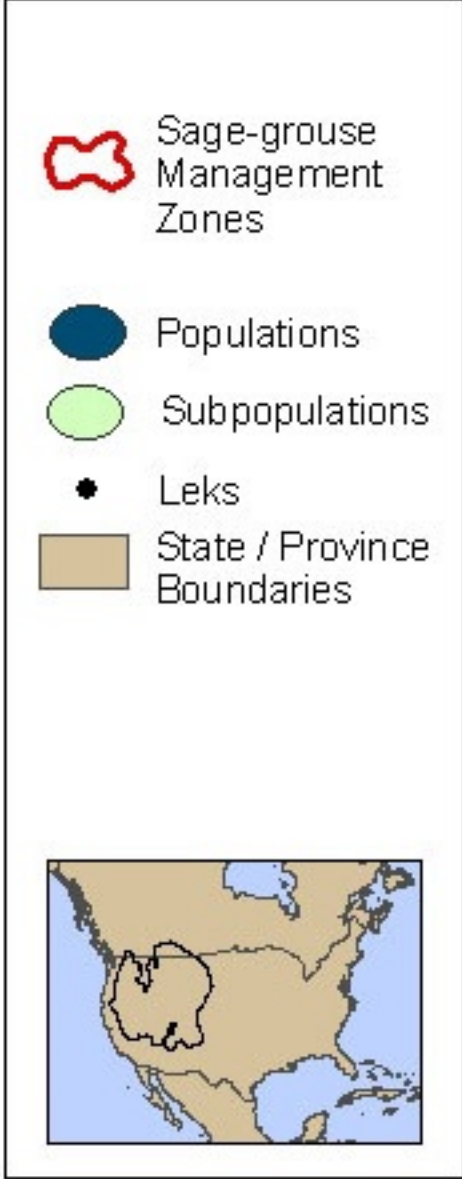 Sage-grouse
Management
Zones
Populations
Subpopulations
Leks
State / Province
Boundaries